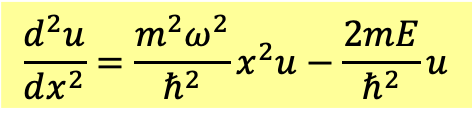 d²u/dx² = m²ω²/ħ² x²u − 2mE/ħ² u